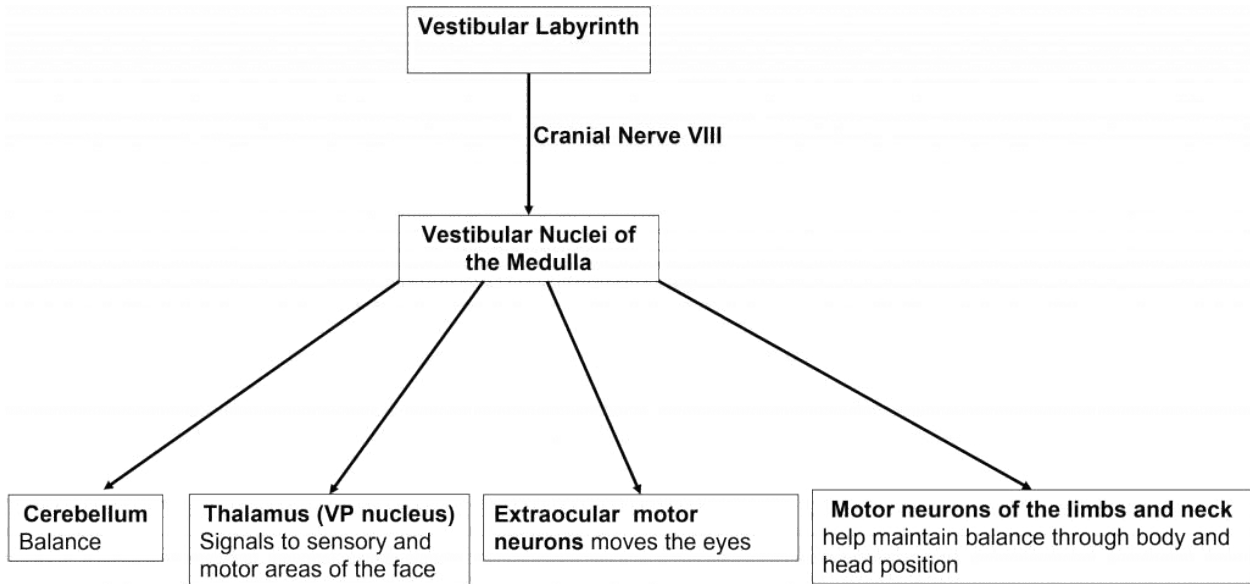 Vestibular Labyrinth
Cranial Nerve VIII
Vestibular Nuclei of
the Medulla
Cerebellum
Balance
Thalamus (VP nucleus)
Signals to sensory and
motor areas of the face
Extraocular motor
neurons moves the eyes
Motor neurons of the limbs and neck
help maintain balance through body and
head position